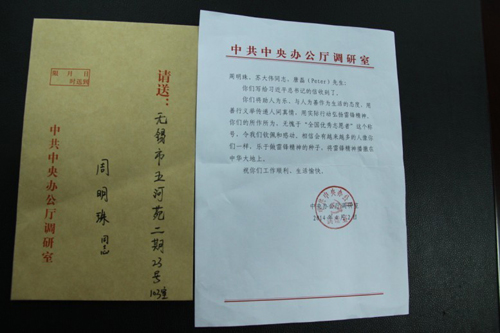 请送：
无锡市五河苑二期23号
103室
周明珠 同志
中共中央办公厅调研室
中共中央办公厅调研室
周明珠、苏大伟同志，唐磊（Peter）先生：
你们写给习近平总书记的信收到了。
你们将助人为乐、与人为善作为生活的态度，用
善行义举传递人间真情，用实际行动弘扬雷锋精神。
你们的所作所为，无愧于“全国优秀志愿者”这个称
号，令我们钦佩和感动。相信会有越来越多的人像你
们一样，乐于做雷锋精神的种子，将雷锋精神播撒在
中华大地上。
祝你们工作顺利、生活愉快。